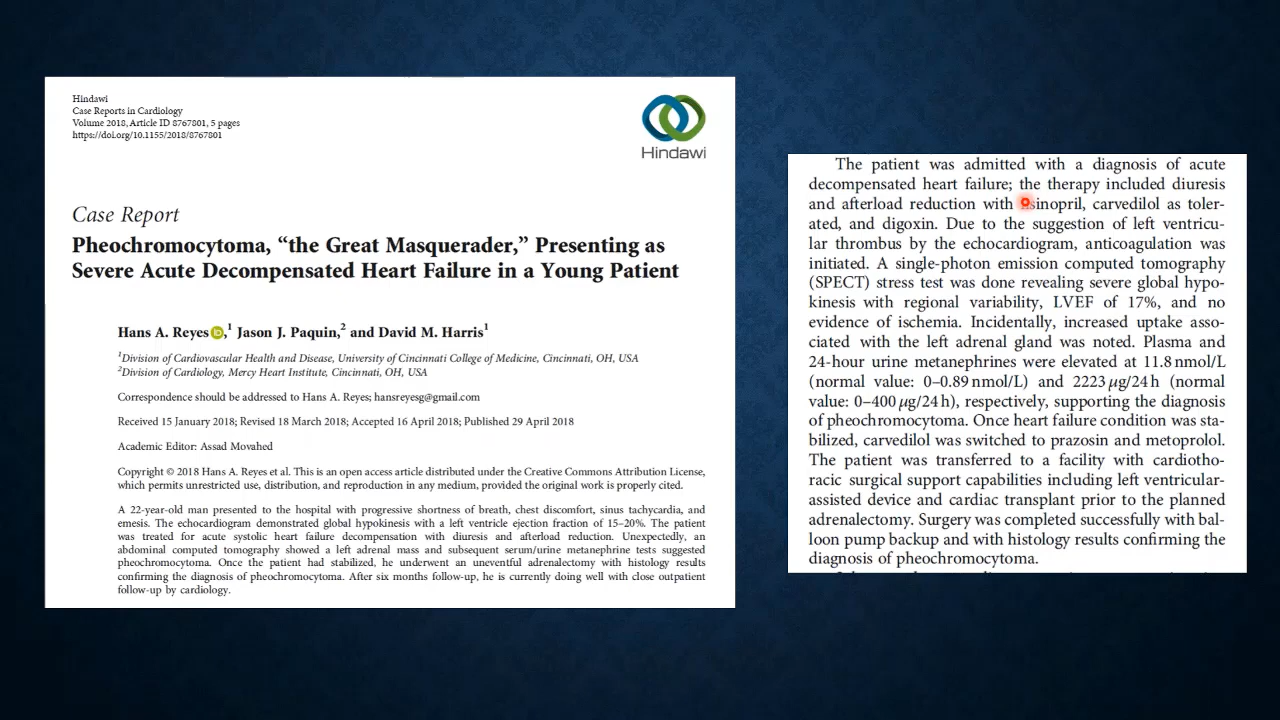 Hindawi
Case Reports in Cardiology
Volume 2018, Article ID 8767801, 5 pages
https://doi.org/10.1155/2018/8767801
Hindawi
Case Report
Pheochromocytoma, “the Great Masquerader,” Presenting as
Severe Acute Decompensated Heart Failure in a Young Patient
Hans A. Reyes iD,1 Jason J. Paquin,2 and David M. Harris1
1Division of Cardiovascular Health and Disease, University of Cincinnati College of Medicine, Cincinnati, OH, USA
2Division of Cardiology, Mercy Heart Institute, Cincinnati, OH, USA
Correspondence should be addressed to Hans A. Reyes; hansreyesg@gmail.com
Received 15 January 2018; Revised 18 March 2018; Accepted 16 April 2018; Published 29 April 2018
Academic Editor: Assad Movahed
Copyright © 2018 Hans A. Reyes et al. This is an open access article distributed under the Creative Commons Attribution License,
which permits unrestricted use, distribution, and reproduction in any medium, provided the original work is properly cited.
A 22-year-old man presented to the hospital with progressive shortness of breath, chest discomfort, sinus tachycardia, and
emesis. The echocardiogram demonstrated global hypokinesis with a left ventricle ejection fraction of 15–20%. The patient
was treated for acute systolic heart failure decompensation with diuresis and afterload reduction. Unexpectedly, an
abdominal computed tomography showed a left adrenal mass and subsequent serum/urine metanephrine tests suggested
pheochromocytoma. Once the patient had stabilized, he underwent an uneventful adrenalectomy with histology results
confirming the diagnosis of pheochromocytoma. After six months follow-up, he is currently doing well with close outpatient
follow-up by cardiology.
The patient was admitted with a diagnosis of acute
decompensated heart failure; the therapy included diuresis
and afterload reduction with carvedilol as toler-
ated, and digoxin. Due to the suggestion of left ventricu-
lar thrombus by the echocardiogram, anticoagulation was
initiated. A single-photon emission computed tomography
(SPECT) stress test was done revealing severe global hypo-
kinesis with regional variability, LVEF of 17%, and no
evidence of ischemia. Incidentally, increased uptake asso-
ciated with the left adrenal gland was noted. Plasma and
24-hour urine metanephrines were elevated at 11.8 nmol/L
(normal value: 0–0.89 nmol/L) and 2223 μg/24 h (normal
value: 0–400 μg/24 h), respectively, supporting the diagnosis
of pheochromocytoma. Once heart failure condition was sta-
bilized, carvedilol was switched to prazosin and metoprolol.
The patient was transferred to a facility with cardiotho-
racic surgical support capabilities including left ventricular-
assisted device and cardiac transplant prior to the planned
adrenalectomy. Surgery was completed successfully with bal-
loon pump backup and with histology results confirming the
diagnosis of pheochromocytoma.